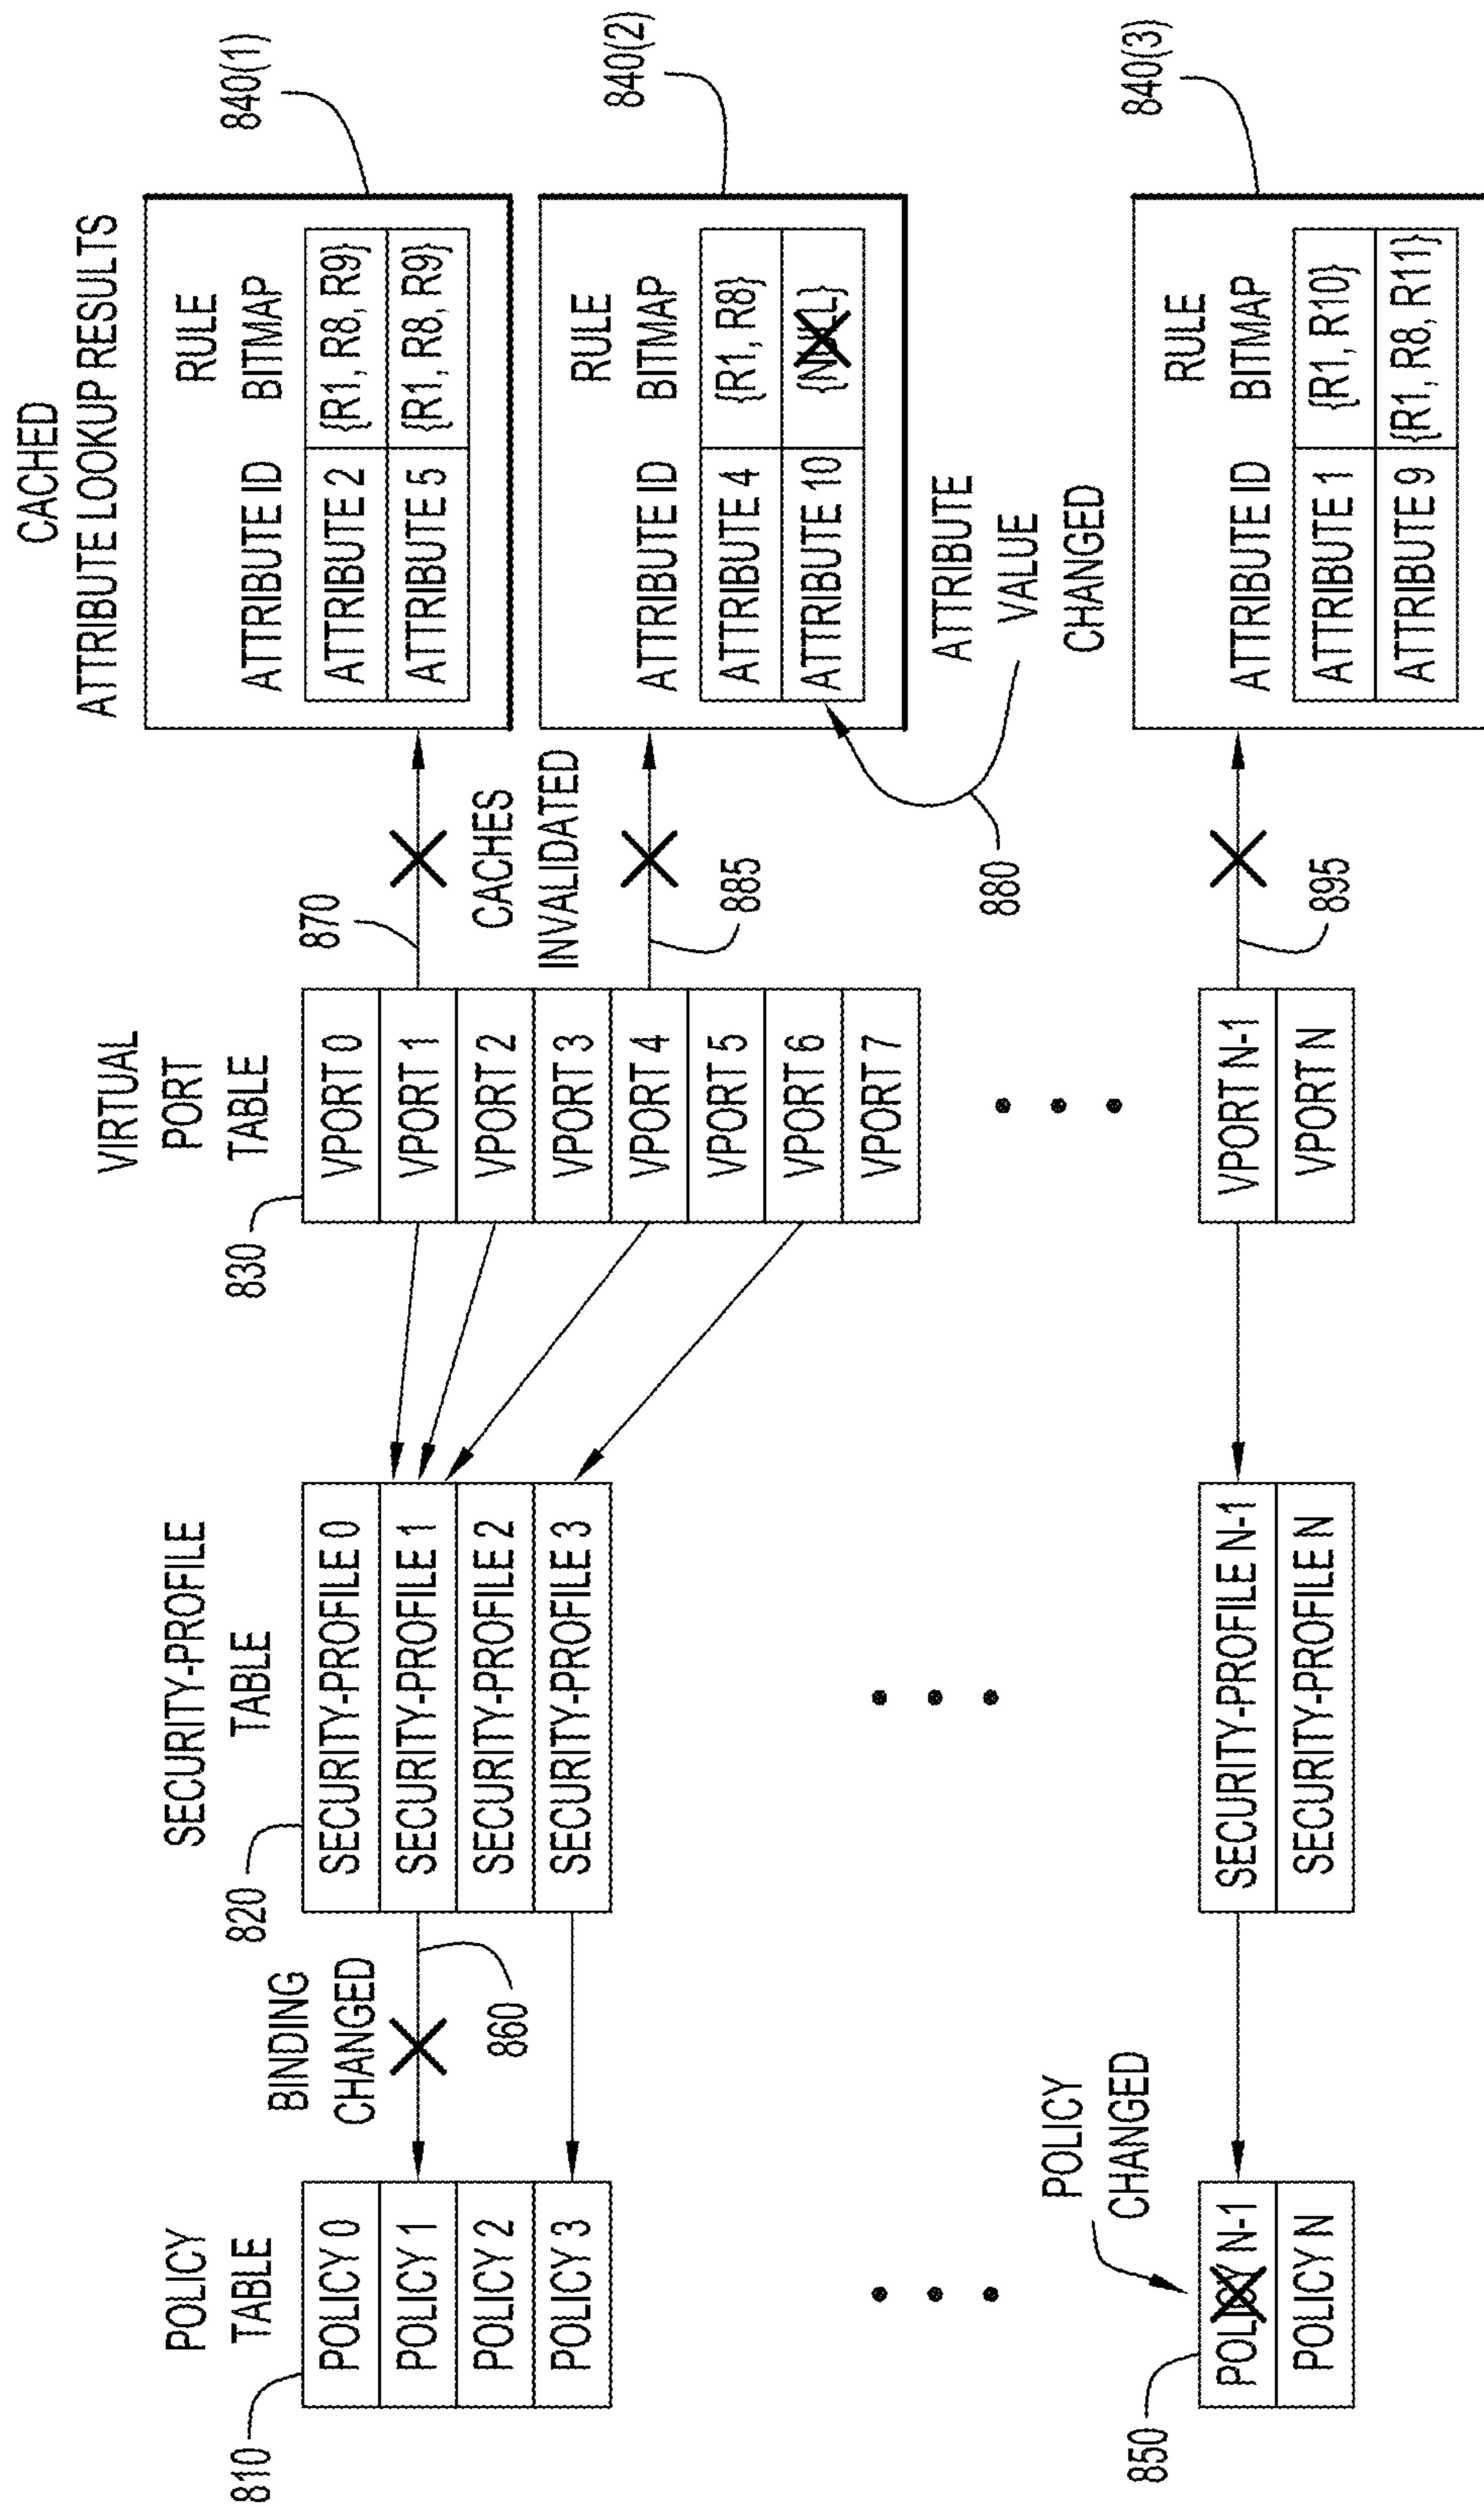 POLICY
TABLE
810
POLICY 0
POLICY 1
POLICY 2
POLICY 3
POLICY
CHANGED
850
POLICY N-1
POLICY N
BINDING
CHANGED
860
SECURITY-PROFILE
TABLE
820
SECURITY-PROFILE 0
SECURITY-PROFILE 1
SECURITY-PROFILE 2
SECURITY-PROFILE 3
SECURITY-PROFILE N-1
SECURITY-PROFILE N
VIRTUAL
PORT
TABLE
830
VPORT 0
VPORT 1
VPORT 2
VPORT 3
VPORT 4
VPORT 5
VPORT 6
VPORT 7
VPORT N-1
VPORT N
870
CACHES
INVALIDATED
885
880
895
CACHED
ATTRIBUTE LOOKUP RESULTS
840(1)
RULE
ATTRIBUTE ID BITMAP
ATTRIBUTE 2 {R1, R8, R9}
ATTRIBUTE 5 {R1, R8, R9}
840(2)
RULE
ATTRIBUTE ID BITMAP
ATTRIBUTE 4 {R1, R8}
ATTRIBUTE 10 {NULL}
ATTRIBUTE
VALUE
CHANGED
840(3)
RULE
ATTRIBUTE ID BITMAP
ATTRIBUTE 1 {R1, R10}
ATTRIBUTE 9 {R1, R8, R11}